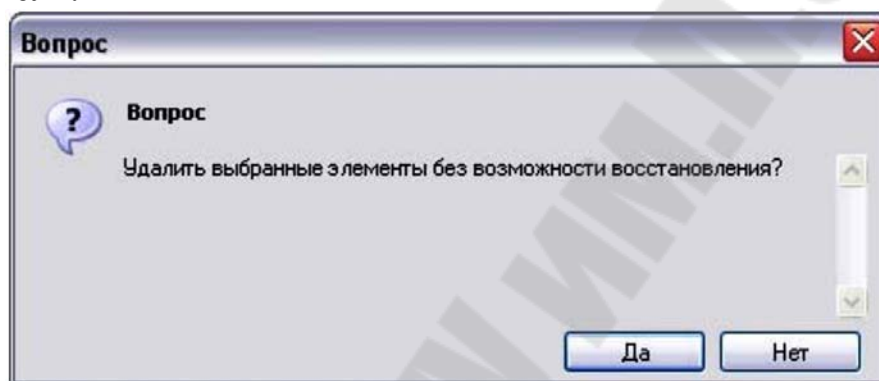 Вопрос
Вопрос
Удалить выбранные элементы без возможности восстановления?
Да
Нет